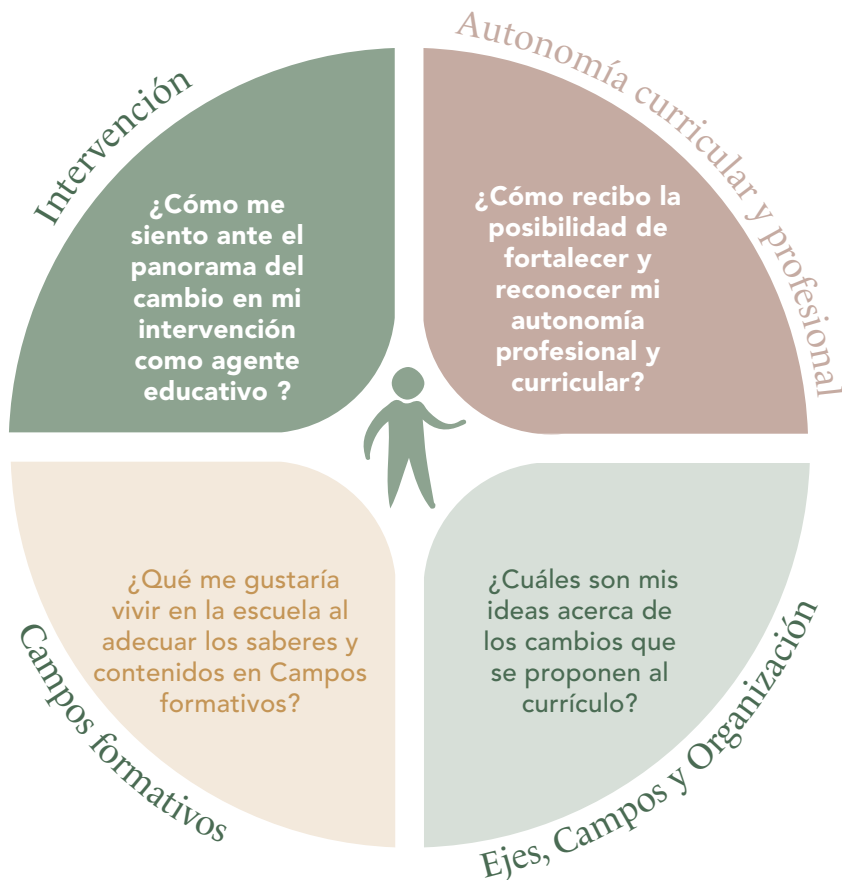 Intervención
¿Cómo me
siento ante el
panorama del
cambio en mi
intervención
como agente
educativo ?
Autonomía curricular y profesional
¿Cómo recibo la
posibilidad de
fortalecer y
reconocer mi
autonomía
profesional y
curricular?
¿Qué me gustaría
vivir en la escuela al
adecuar los saberes y
contenidos en Campos
formativos?
Campos formativos
¿Cuáles son mis
ideas acerca de
los cambios que
se proponen al
currículo?
Ejes, Campos y Organización